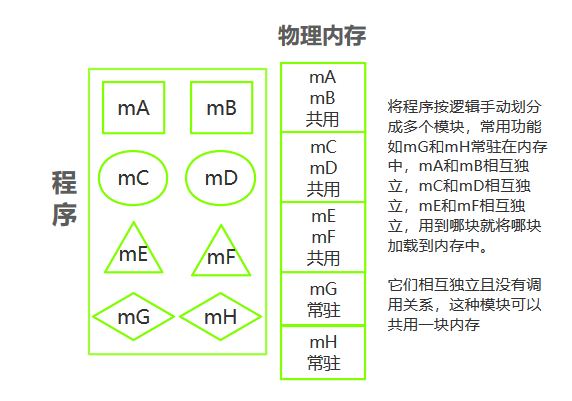 物理内存
程
序
mA
mB
mC
mD
mE
mF
mG
mH
mA
mB
共用
mC
mD
共用
mE
mF
共用
mG
常驻
mH
常驻
将程序按逻辑手动划分
成多个模块，常用功能
如mG和mH常驻在内存
中，mA和mB相互独
立，mC和mD相互独
立，mE和mF相互独
立，用到哪块就将哪块
加载到内存中。
它们相互独立且没有调
用关系，这种模块可以
共用一块内存